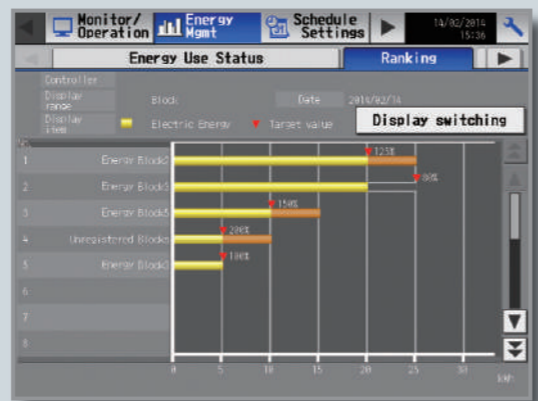 Monitor/ Operation Energy Mgmt Schedule Settings 14/02/2014 15:36
Energy Use Status Ranking
Controller
Display range Block Date 2014/02/14
Display item Electric Energy Target value Display switching
No.
1 Energy Block2 125%
2 Energy Block3 80%
3 Energy Block5 150%
4 Unregistered Blocks 200%
5 100%
6
7
8
0 5 10 15 20 25 30
kWh